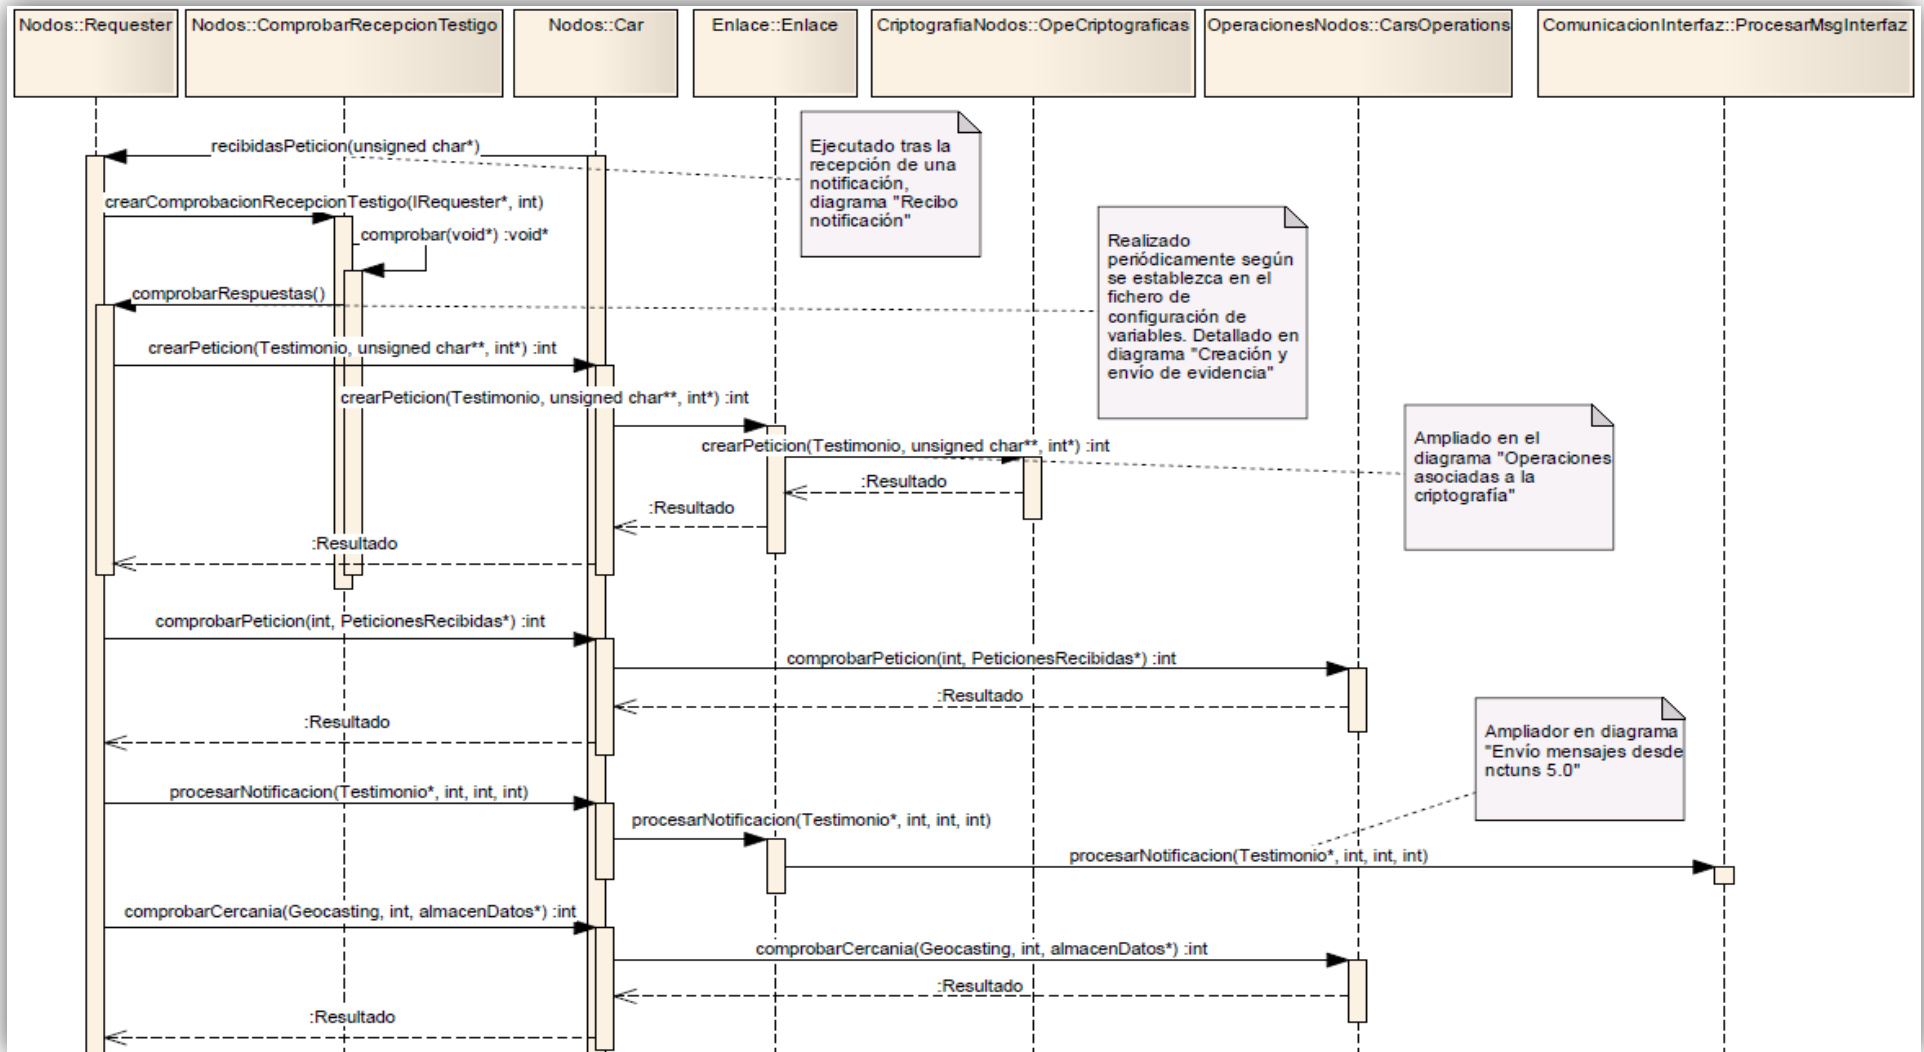 Nodos::Requester
Nodos::ComprobarRecepcionTestigo
Nodos::Car
Enlace::Enlace
CriptografiaNodos::OpeCriptograficas
OperacionesNodos::CarsOperations
ComunicacionInterfaz::ProcesarMsgInterfaz
recibidasPeticion(unsigned char*)
Ejecutado tras la
recepción de una
notificación,
diagrama "Recibo
notificación"
crearComprobacionRecepcionTestigo(IRequester*, int)
comprobar(void*) :void*
Realizado
periódicamente según
se establezca en el
fichero de
configuración de
variables. Detallado en
diagrama "Creación y
envío de evidencia"
comprobarRespuestas()
crearPeticion(Testimonio, unsigned char**, int*) :int
crearPeticion(Testimonio, unsigned char**, int*) :int
crearPeticion(Testimonio, unsigned char**, int*) :int
Ampliado en el
diagrama "Operaciones
asociadas a la
criptografía"
:Resultado
:Resultado
:Resultado
comprobarPeticion(int, PeticionesRecibidas*) :int
comprobarPeticion(int, PeticionesRecibidas*) :int
:Resultado
:Resultado
Ampliador en diagrama
"Envío mensajes desde
nctuns 5.0"
procesarNotificacion(Testimonio*, int, int, int)
procesarNotificacion(Testimonio*, int, int, int)
procesarNotificacion(Testimonio*, int, int, int)
comprobarCercania(Geocasting, int, almacenDatos*) :int
comprobarCercania(Geocasting, int, almacenDatos*) :int
:Resultado
:Resultado